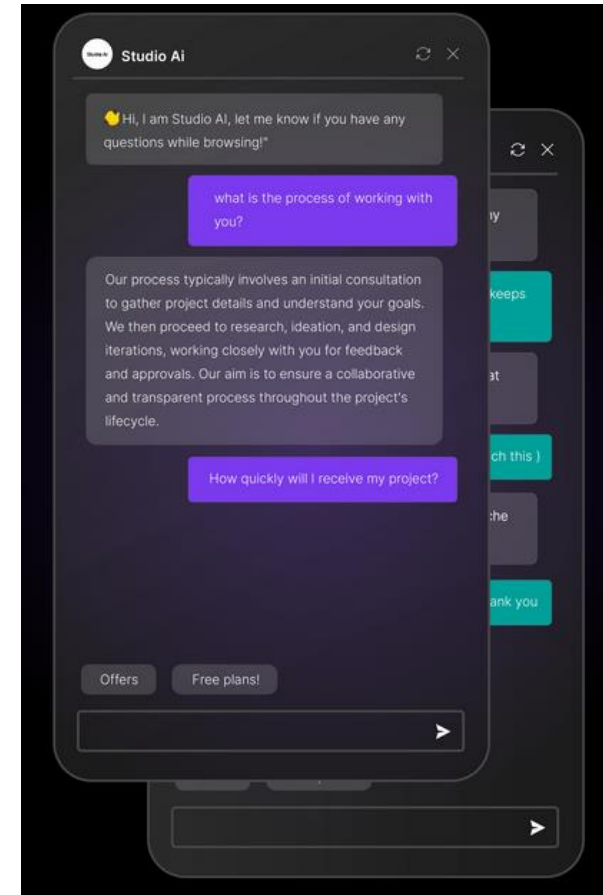 Studio Ai
Hi, I am Studio AI, let me know if you have any
questions while browsing!"
what is the process of working with
you?
Our process typically involves an initial consultation
to gather project details and understand your goals.
We then proceed to research, ideation, and design
iterations, working closely with you for feedback
and approvals. Our aim is to ensure a collaborative
and transparent process throughout the project's
lifecycle.
How quickly will I receive my project?
Offers
Free plans!
keeps
at
ch this )
ank you